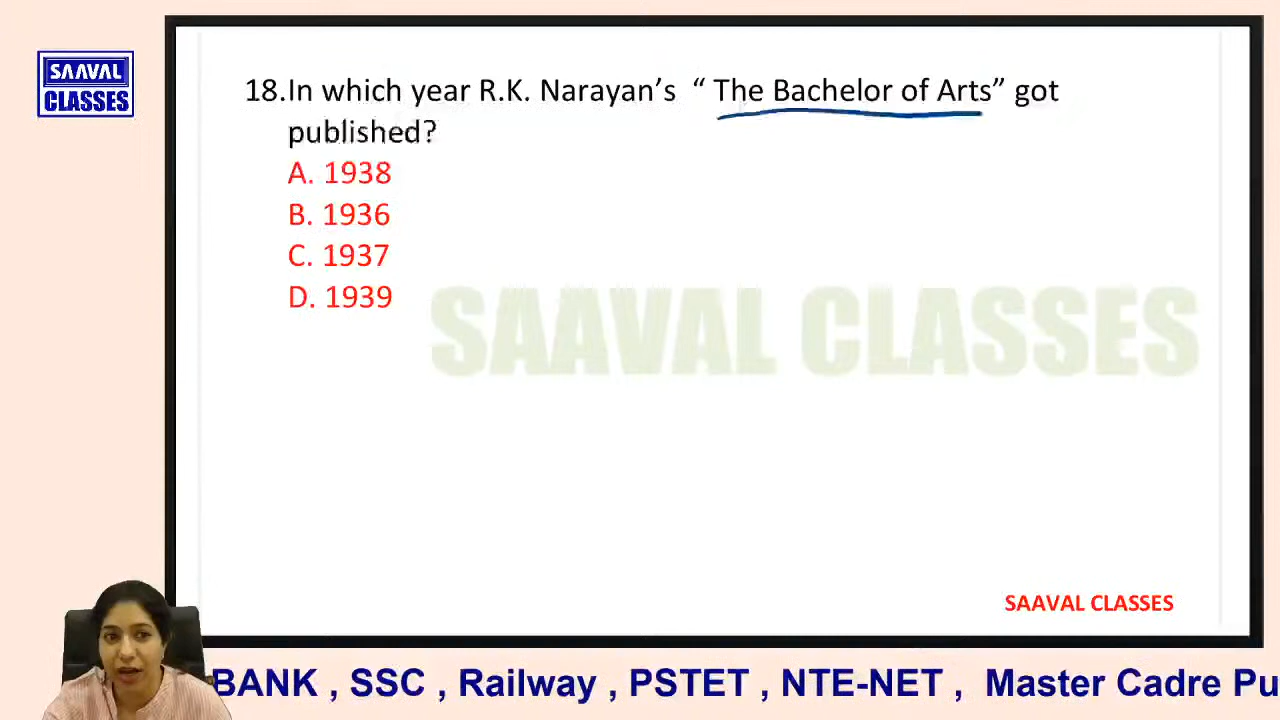 SAAVAL
CLASSES
18.In which year R.K. Narayan’s “ The Bachelor of Arts” got
published?
A. 1938
B. 1936
C. 1937
D. 1939
SAAVAL CLASSES
SAAVAL CLASSES
BANK , SSC , Railway , PSTET , NTE-NET , Master Cadre Pu